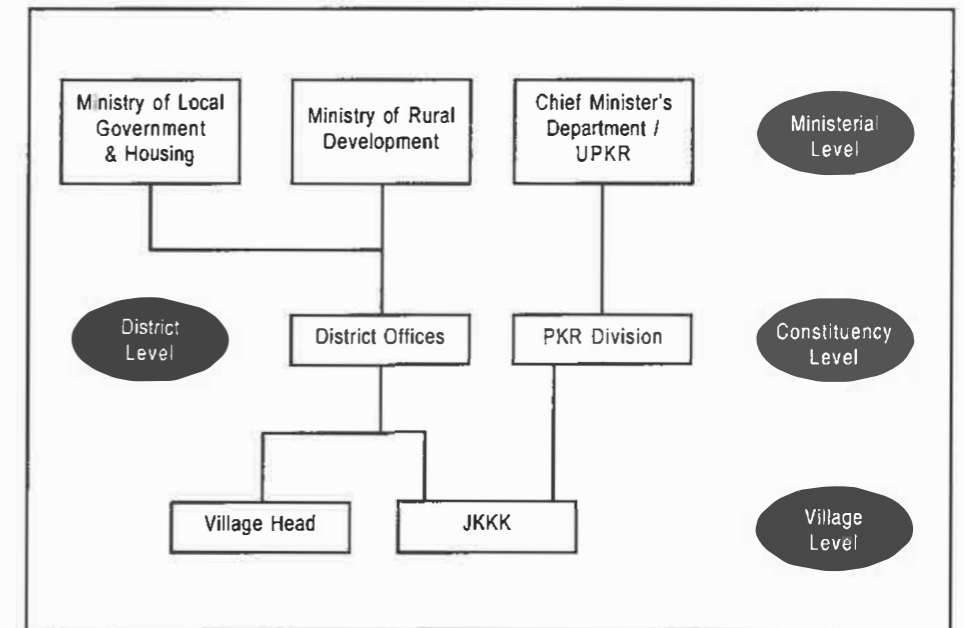 Ministry of Local
Government
& Housing
Ministry of Rural
Development
Chief Minister's
Department /
UPKR
Ministerial
Level
District
Level
District Offices
PKR Division
Constituency
Level
Village Head
JKKK
Village
Level